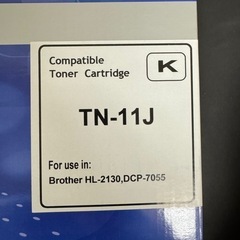 Compatible
Toner Cartridge
K
TN-11J
For use in:
Brother HL-2130,DCP-7055